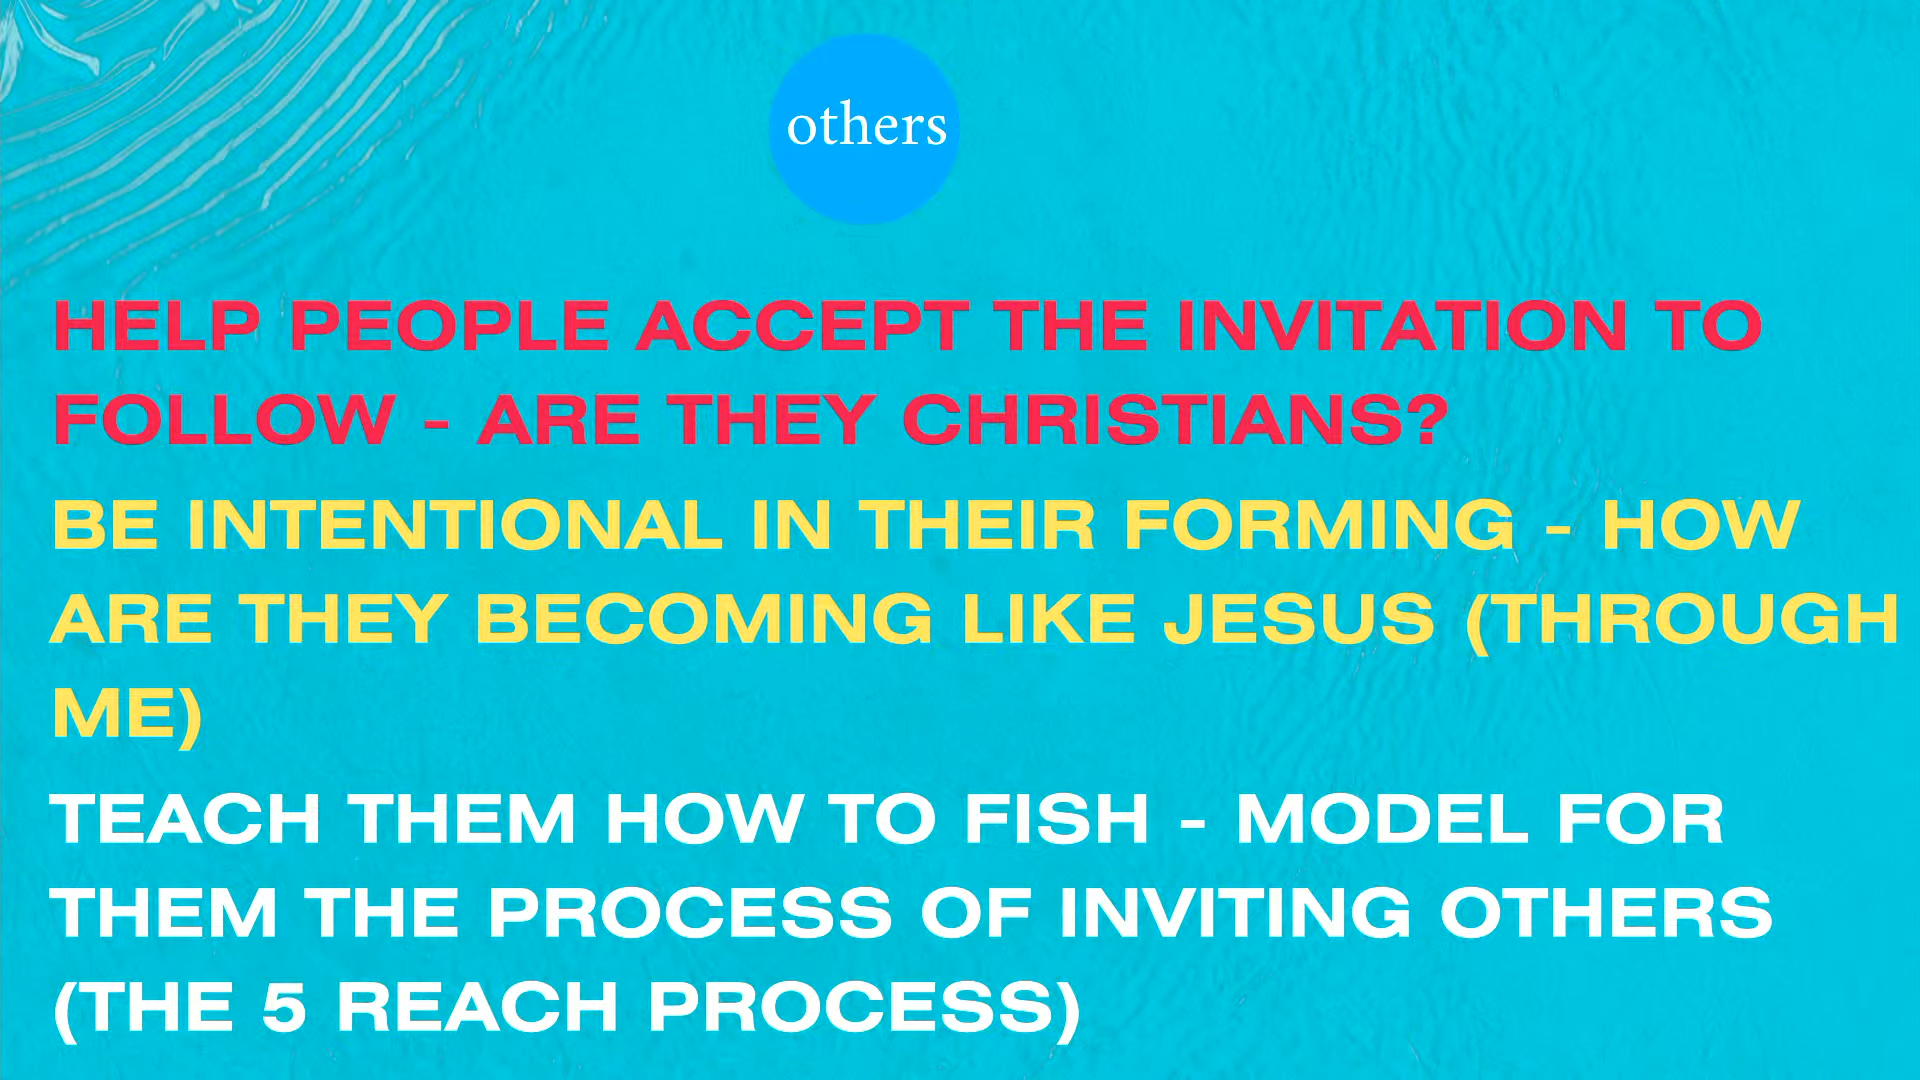 others
HELP PEOPLE ACCEPT THE INVITATION TO
FOLLOW - ARE THEY CHRISTIANS?
BE INTENTIONAL IN THEIR FORMING - HOW
ARE THEY BECOMING LIKE JESUS (THROUGH
ME)
TEACH THEM HOW TO FISH - MODEL FOR
THEM THE PROCESS OF INVITING OTHERS
(THE 5 REACH PROCESS)